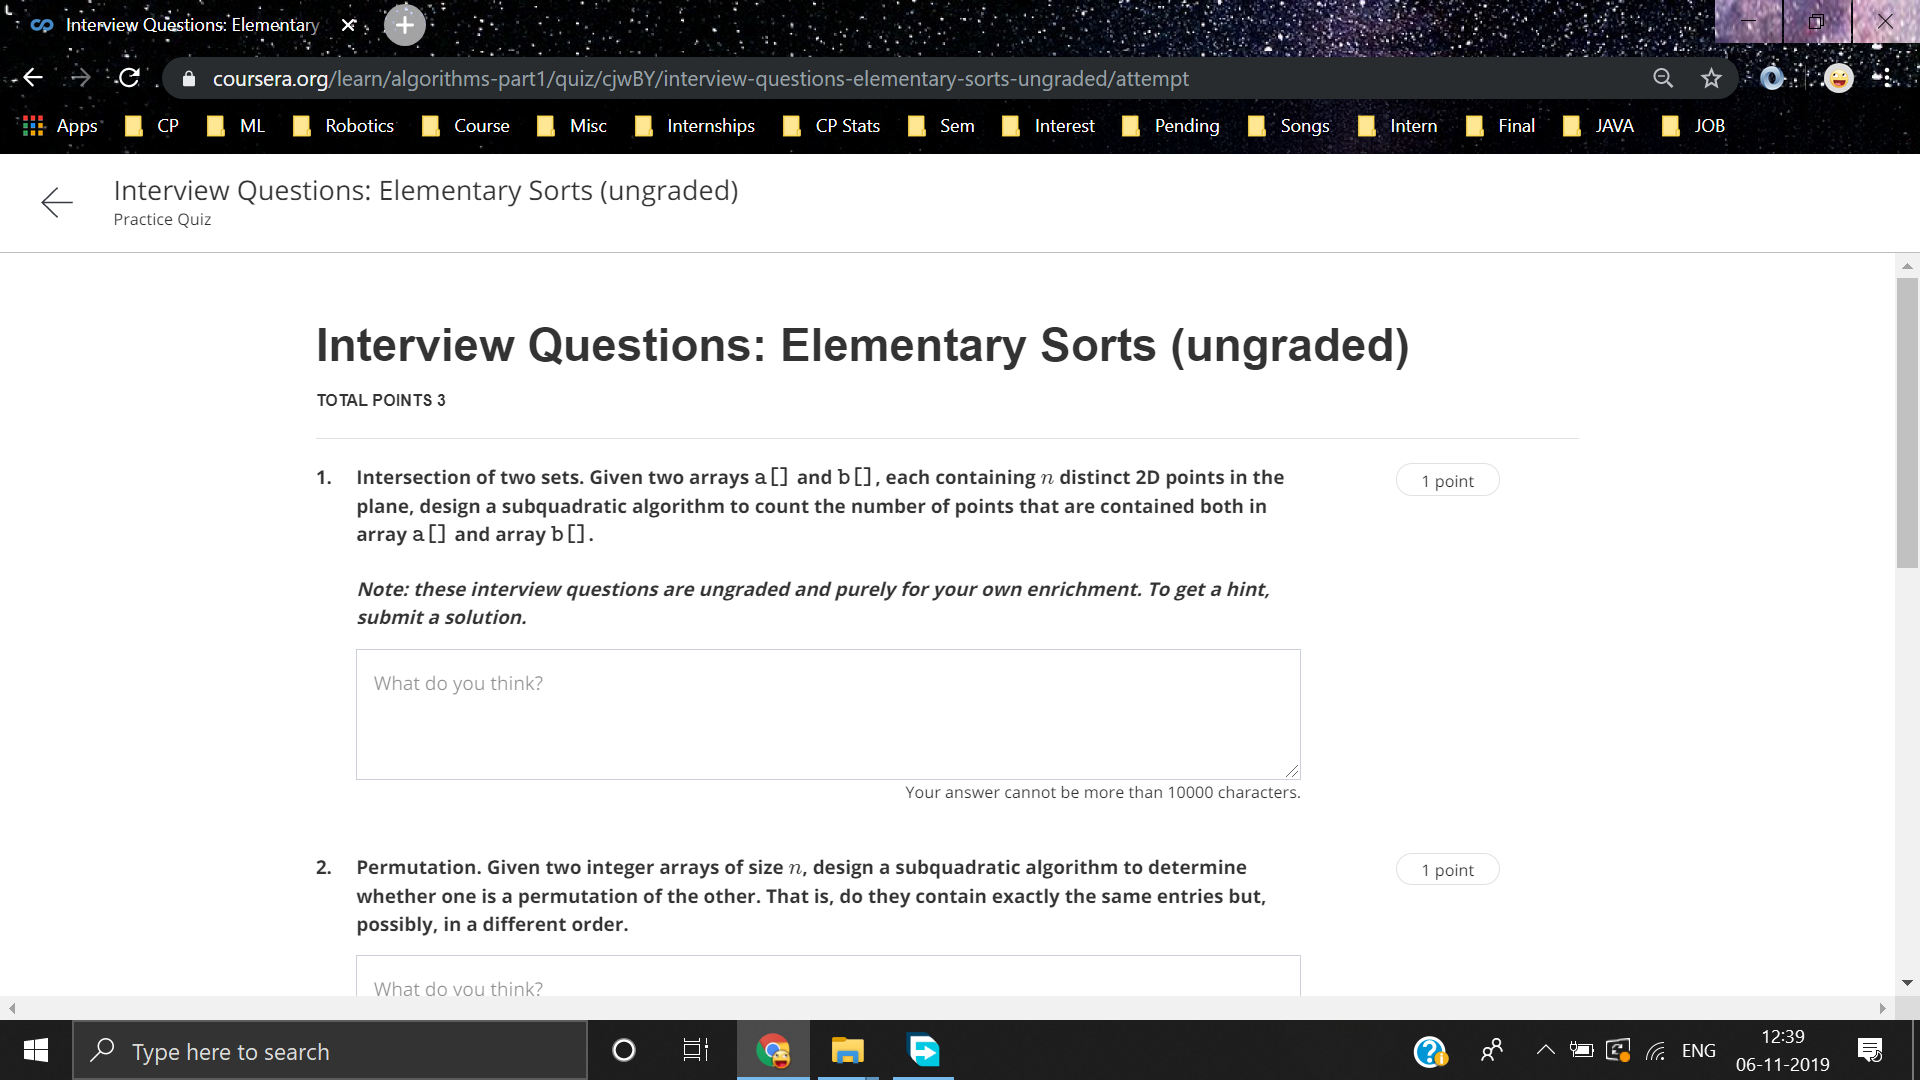 Interview Questions: Elementary
coursera.org/learn/algorithms-part1/quiz/cjwBY/interview-questions-elementary-sorts-ungraded/attempt
Apps CP ML Robotics Course Misc Internships CP Stats Sem Interest Pending Songs Intern Final JAVA JOB
Interview Questions: Elementary Sorts (ungraded)
Practice Quiz
Interview Questions: Elementary Sorts (ungraded)
TOTAL POINTS 3
1. Intersection of two sets. Given two arrays a[] and b[], each containing n distinct 2D points in the
1 point
plane, design a subquadratic algorithm to count the number of points that are contained both in
array a[] and array b[].
Note: these interview questions are ungraded and purely for your own enrichment. To get a hint,
submit a solution.
What do you think?
Your answer cannot be more than 10000 characters.
2. Permutation. Given two integer arrays of size n, design a subquadratic algorithm to determine
1 point
whether one is a permutation of the other. That is, do they contain exactly the same entries but,
possibly, in a different order.
What do you think?
Type here to search
ENG
12:39
06-11-2019